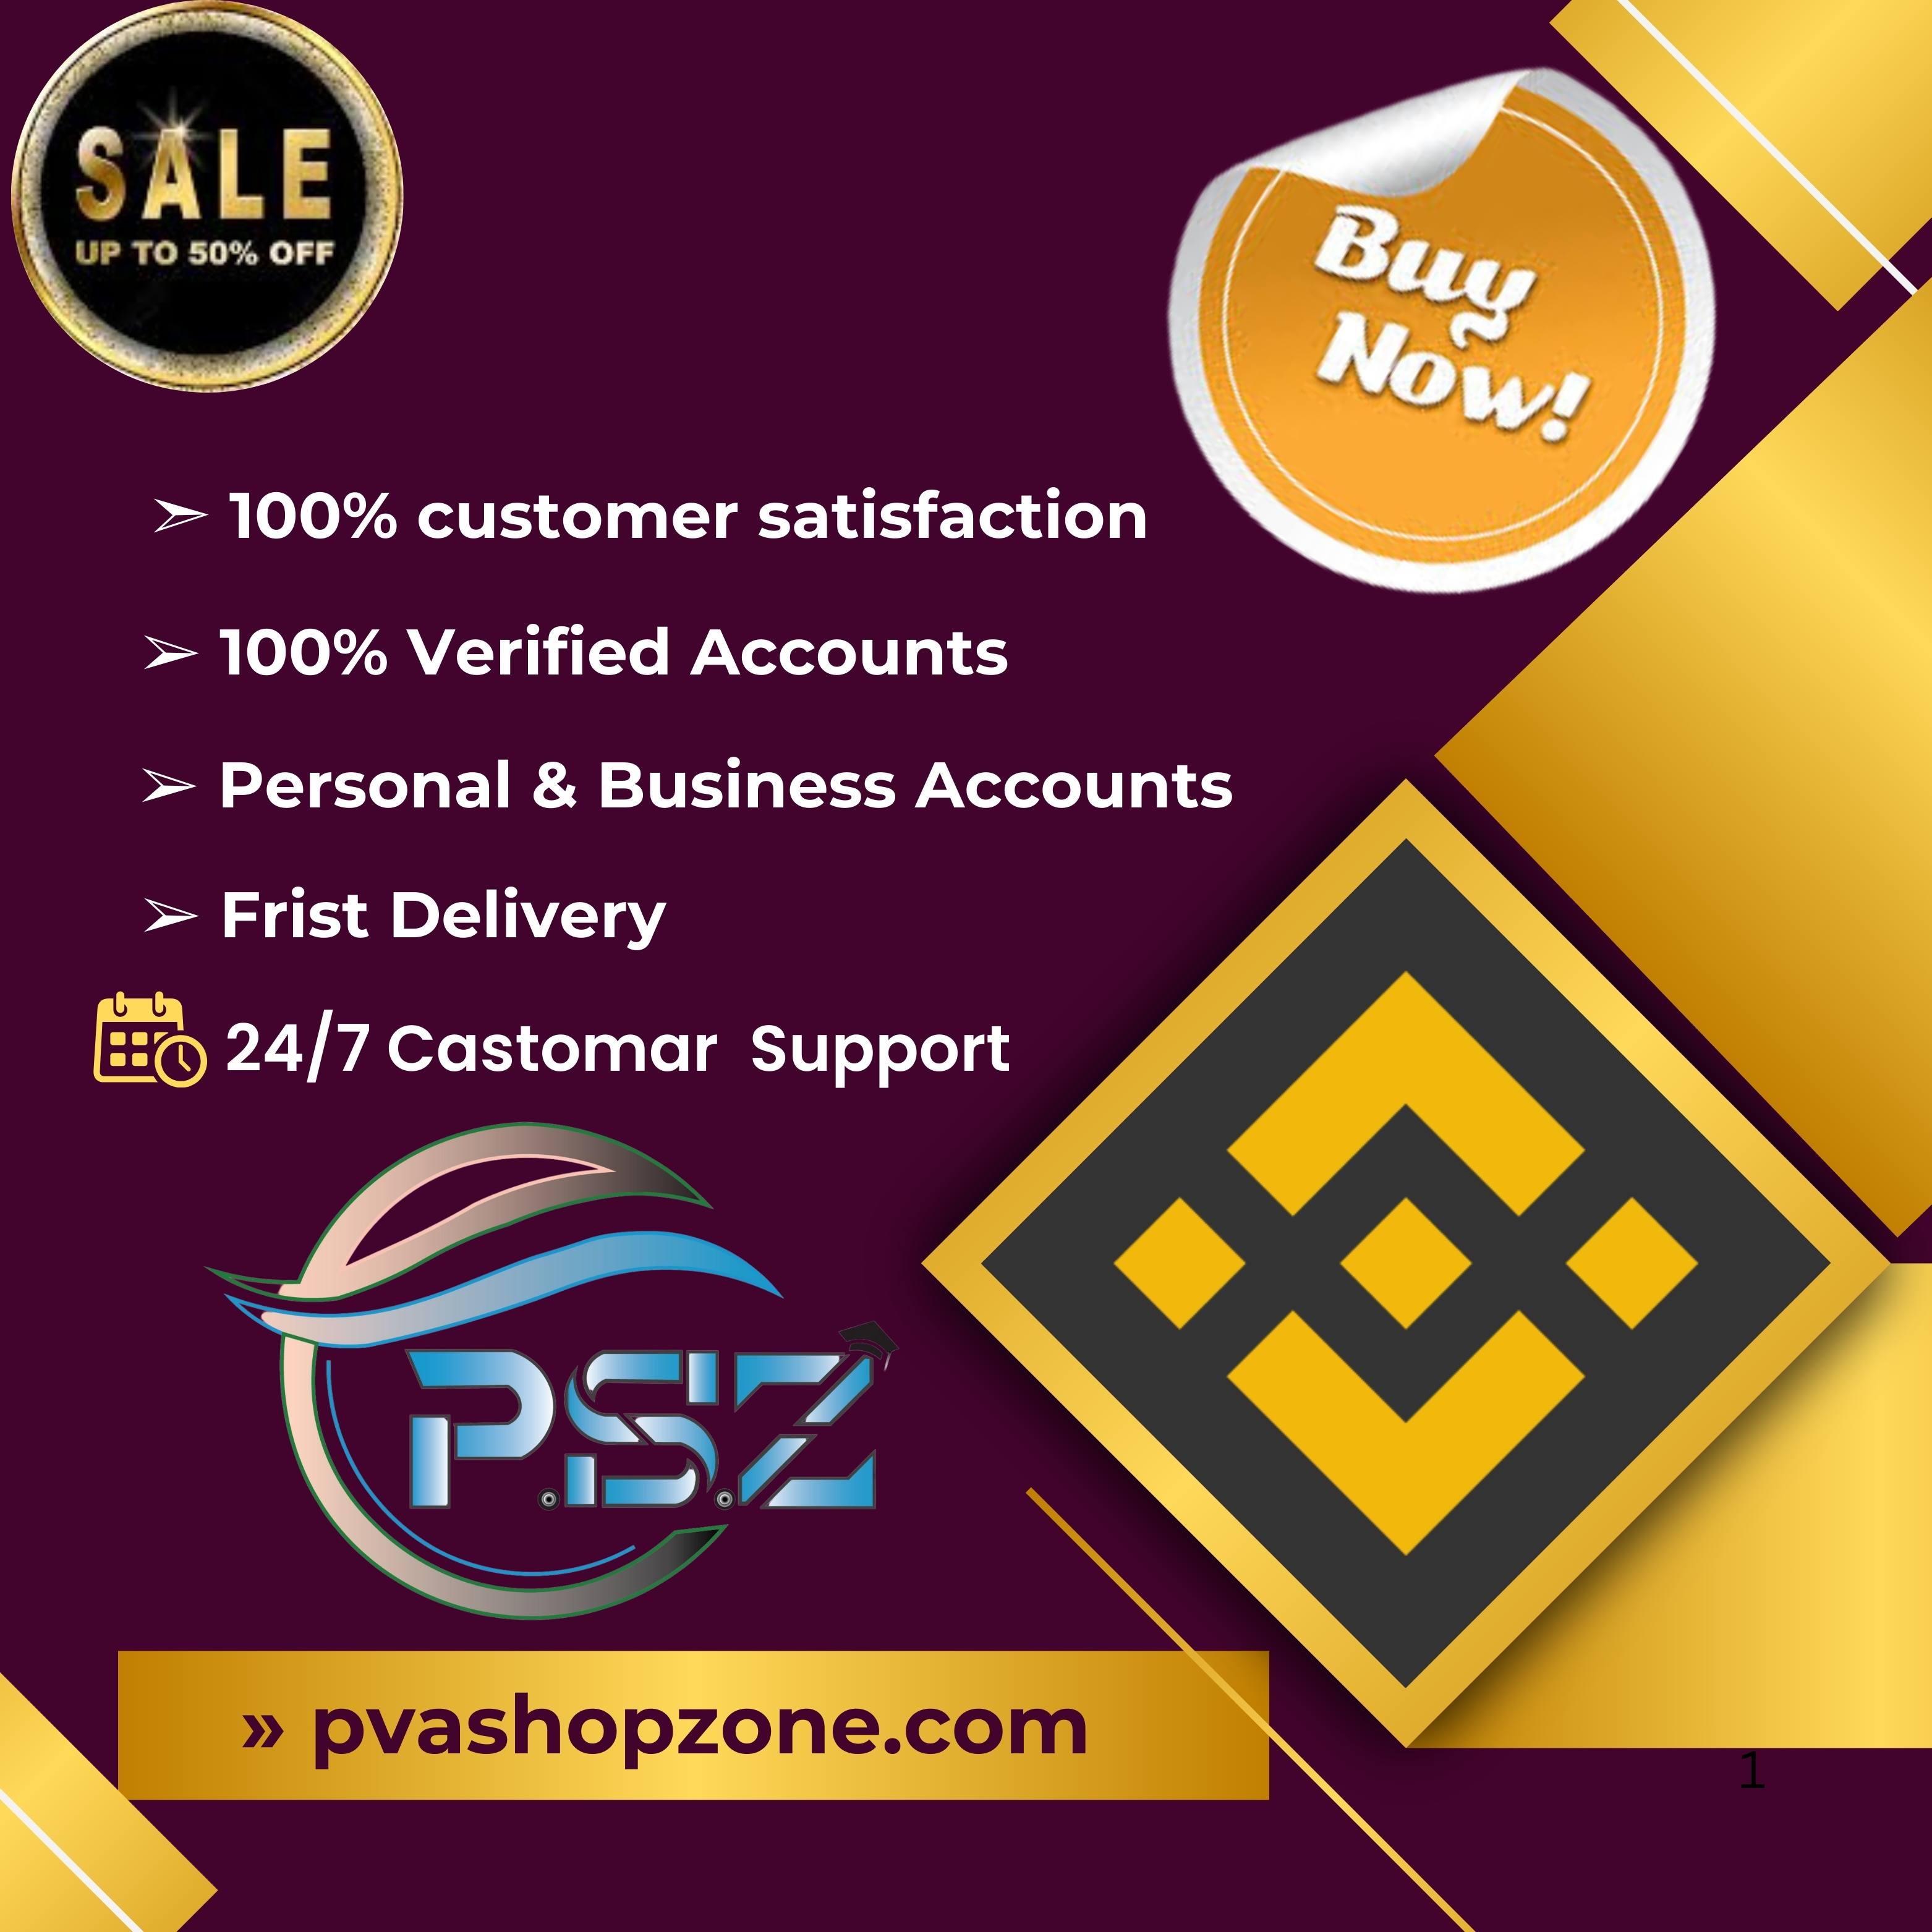 SALE
UP TO 50% OFF
Buy
Now!
➢ 100% customer satisfaction
➢ 100% Verified Accounts
➢ Personal & Business Accounts
➢ Frist Delivery
24/7 Castomar Support
P.S.Z
» pvashopzone.com
1